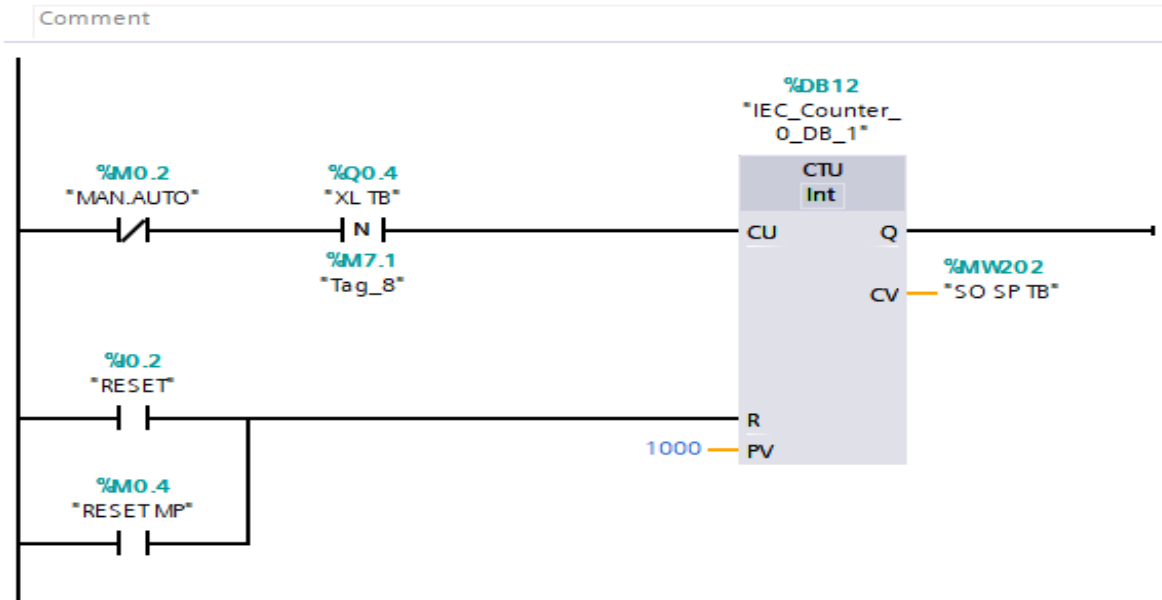 Comment
%DB12
"IEC_Counter_
0_DB_1"
CTU
Int
%M0.2
"MAN.AUTO"
%Q0.4
"XL TB"
N
%M7.1
"Tag_8"
CU
Q
%MW202
CV
"SO SP TB"
%I0.2
"RESET"
R
1000
PV
%M0.4
"RESET MP"